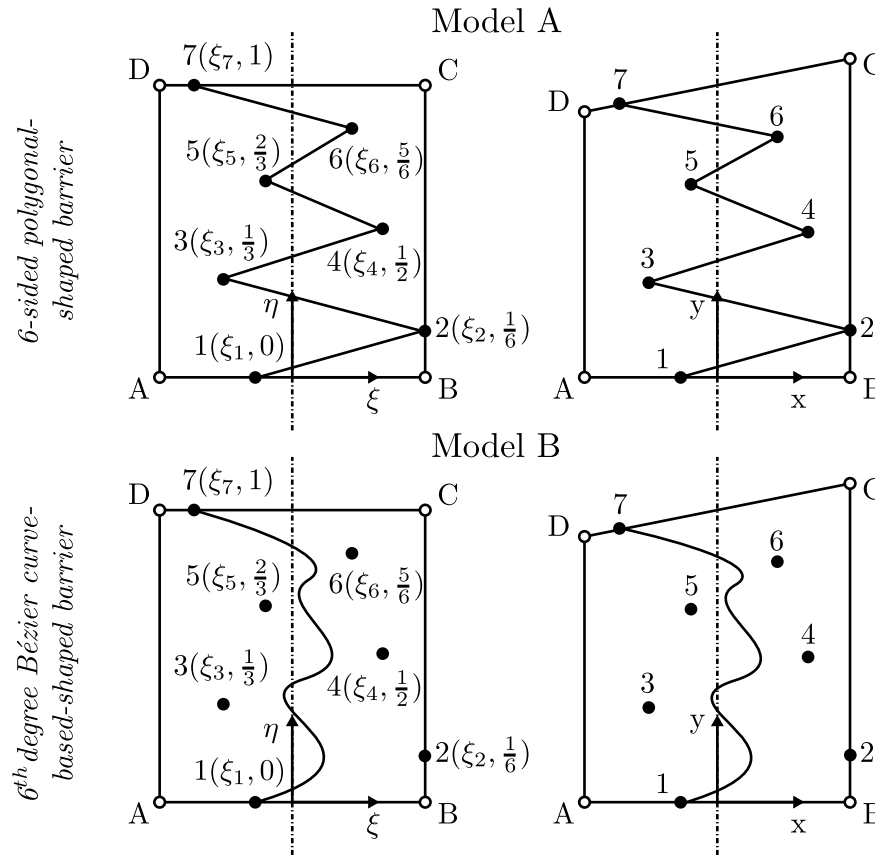 Model A
6-sided polygonal-
shaped barrier
D
7(ξ₇, 1)
C
5(ξ₅, 2/3)
6(ξ₆, 5/6)
3(ξ₃, 1/3)
4(ξ₄, 1/2)
η
1(ξ₁, 0)
2(ξ₂, 1/6)
A
ξ
B
D
7
C
6
5
4
3
y
1
2
A
x
B
Model B
6th degree Bézier curve-
based-shaped barrier
D
7(ξ₇, 1)
C
5(ξ₅, 2/3)
6(ξ₆, 5/6)
3(ξ₃, 1/3)
4(ξ₄, 1/2)
η
1(ξ₁, 0)
2(ξ₂, 1/6)
A
ξ
B
D
7
C
6
5
4
3
y
1
2
A
x
B